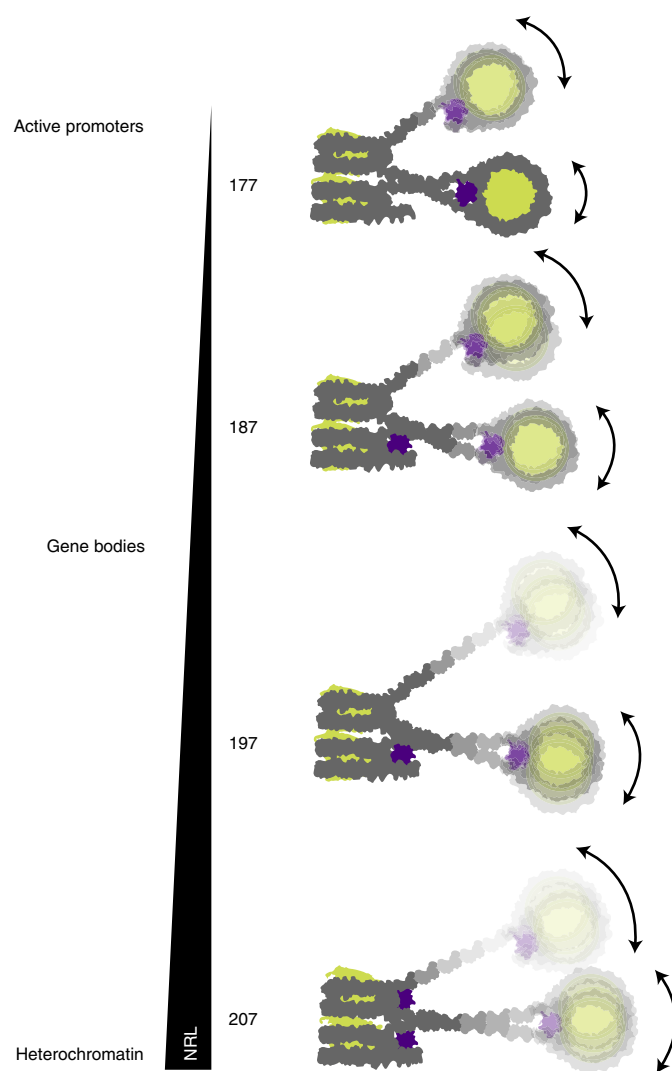 Active promoters
177
187
Gene bodies
197
207
NRL
Heterochromatin